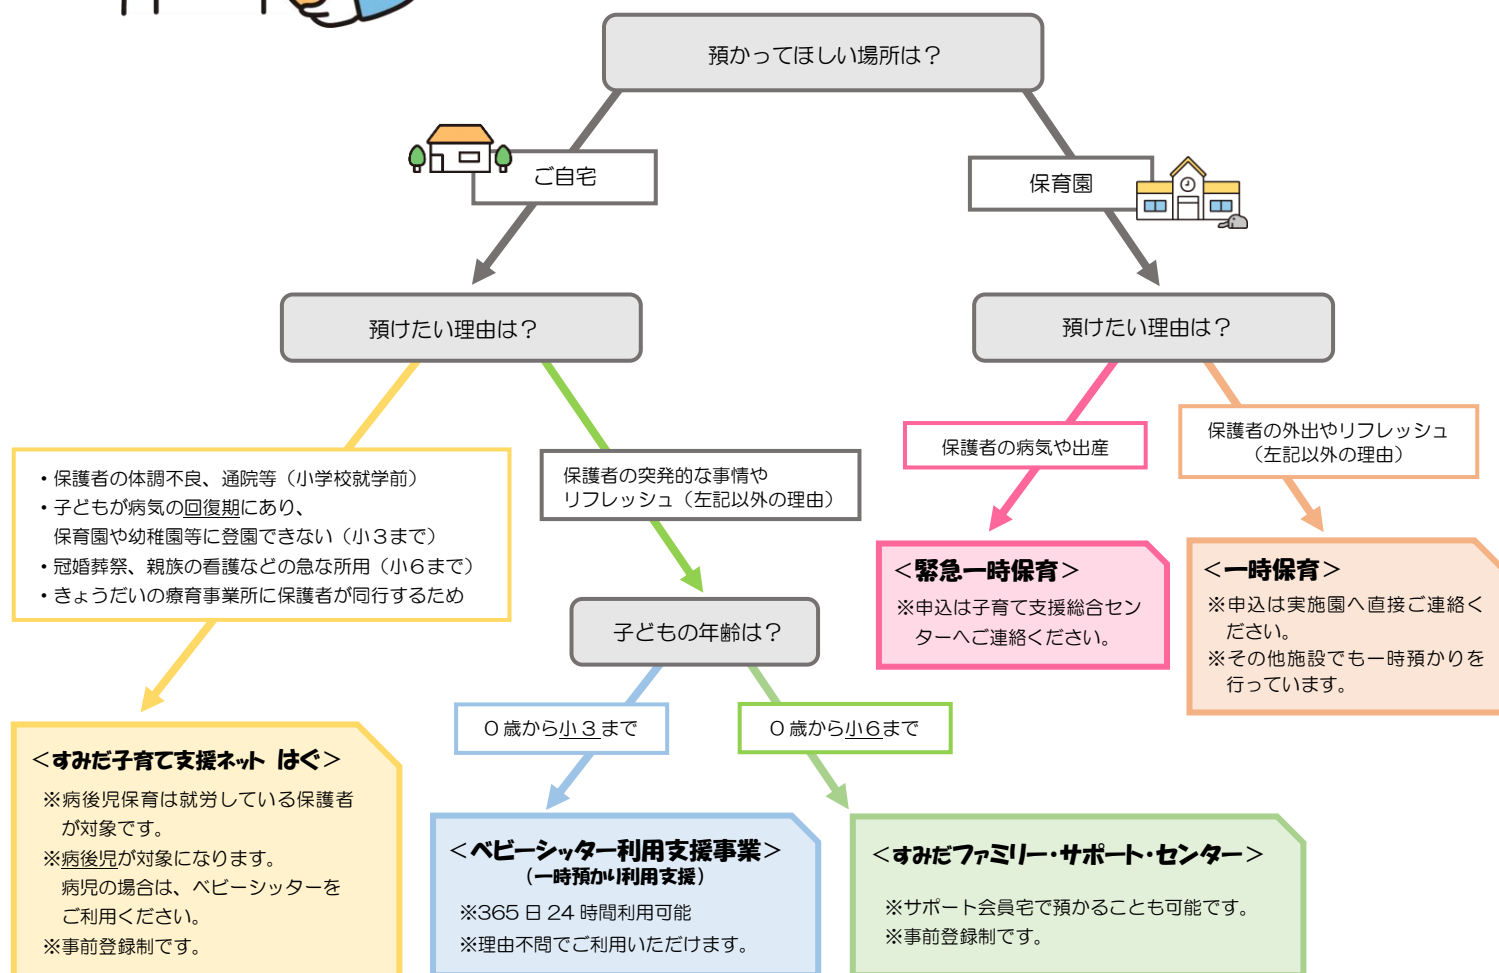 預かってほしい場所は？
ご自宅
保育園
預けたい理由は？
預けたい理由は？
・保護者の体調不良、通院等（小学校就学前）
・子どもが病気の回復期にあり、
保育園や幼稚園等に登園できない（小３まで）
・冠婚葬祭、親族の看護などの急な所用（小６まで）
・きょうだいの療育事業所に保護者が同行するため
保護者の突発的な事情や
リフレッシュ（左記以外の理由）
保護者の病気や出産
保護者の外出やリフレッシュ
（左記以外の理由）
＜緊急一時保育＞
※申込は子育て支援総合セン
ターへご連絡ください。
＜一時保育＞
※申込は実施園へ直接ご連絡く
ださい。
※その他施設でも一時預かりを
行っています。
子どもの年齢は？
０歳から小３まで
０歳から小６まで
＜すみだ子育て支援ネット はぐ＞
※病後児保育は就労している保護者
が対象です。
※病後児が対象になります。
病児の場合は、ベビーシッターを
ご利用ください。
※事前登録制です。
＜ベビーシッター利用支援事業＞
（一時預かり利用支援）
※365 日 24 時間利用可能
※理由不問でご利用いただけます。
＜すみだファミリー・サポート・センター＞
※サポート会員宅で預かることも可能です。
※事前登録制です。